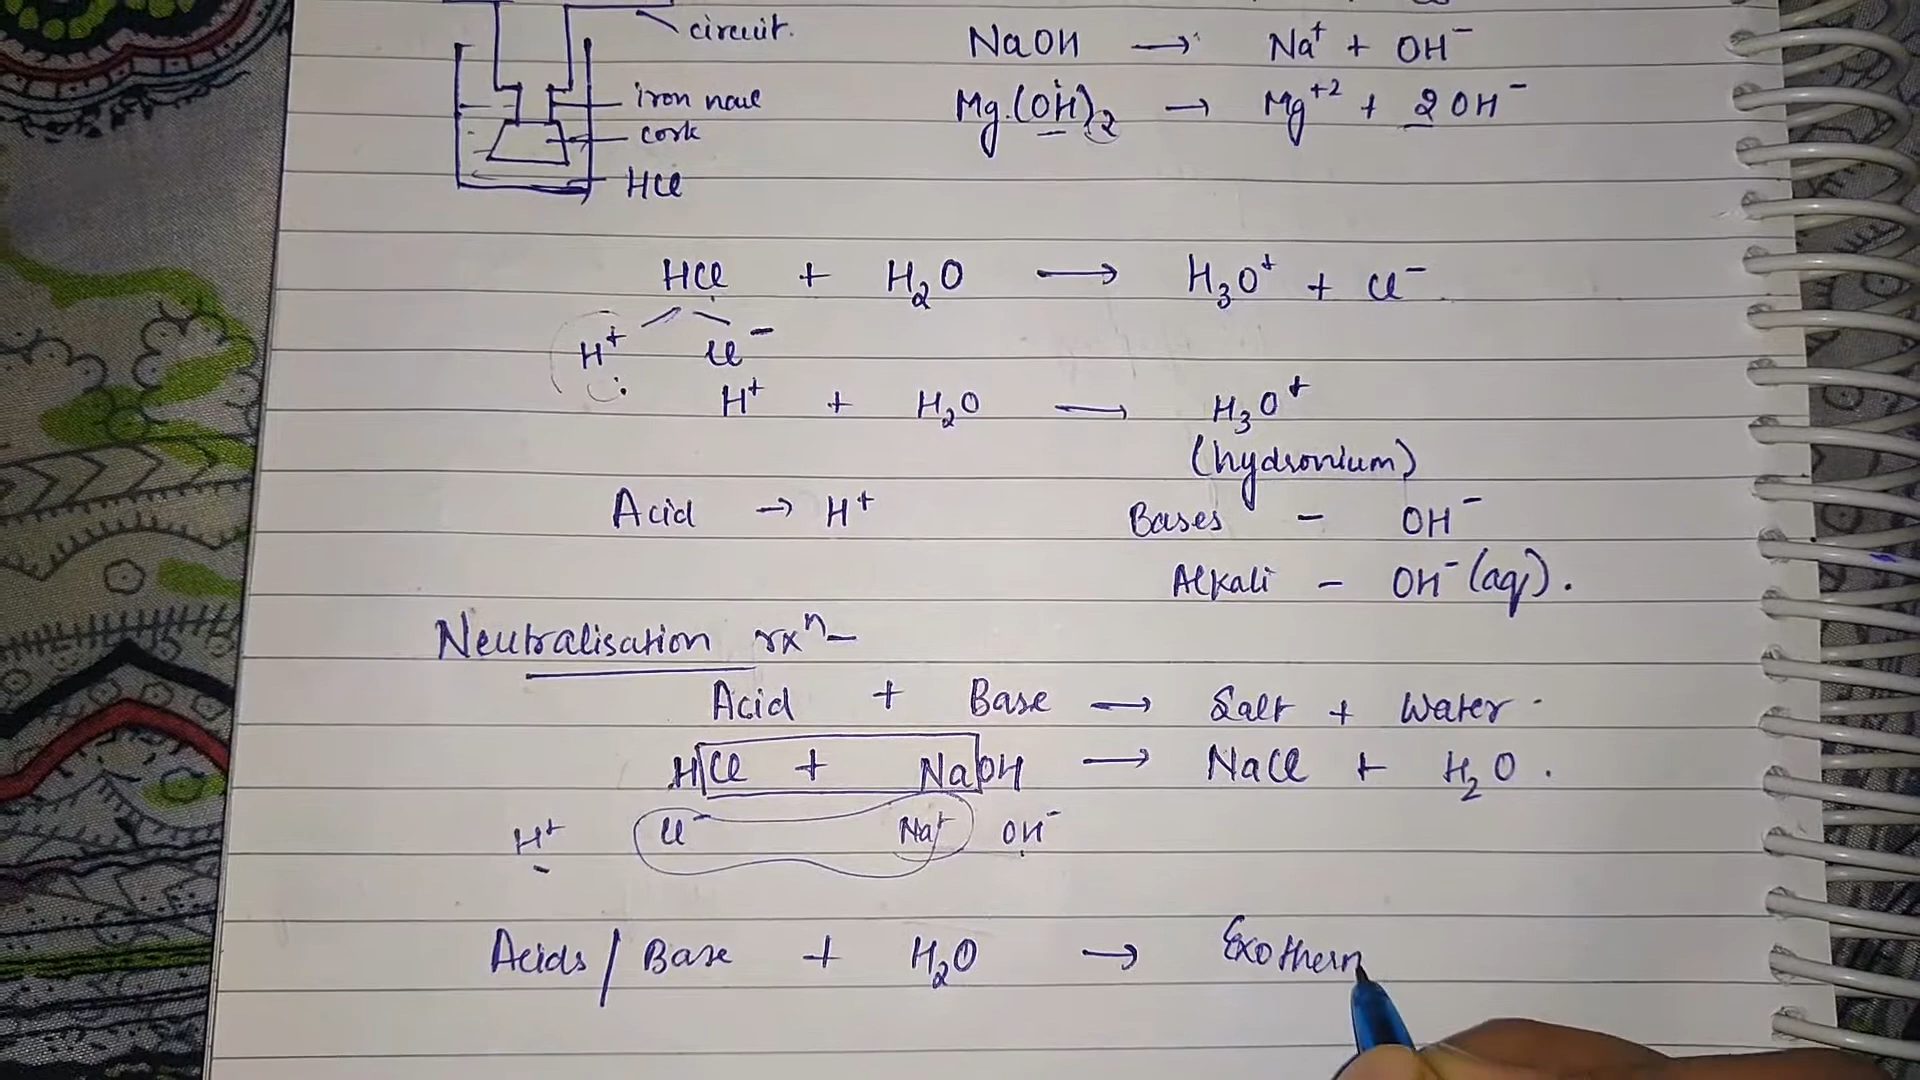 circuit.
NaOH → Na⁺ + OH⁻
iron nail
Mg(OH)₂ → Mg⁺² + 2OH⁻
cork
HCl
HCl + H₂O → H₃O⁺ + Cl⁻
H⁺ Cl⁻
H⁺ + H₂O → H₃O⁺
(hydronium)
Acid → H⁺ Bases – OH⁻
Alkali – OH⁻(aq).
Neutralisation rxⁿ–
Acid + Base → Salt + Water.
HCl + NaOH → NaCl + H₂O.
H⁺ Cl⁻ Na⁺ OH⁻
Acids / Base + H₂O → Exotherm